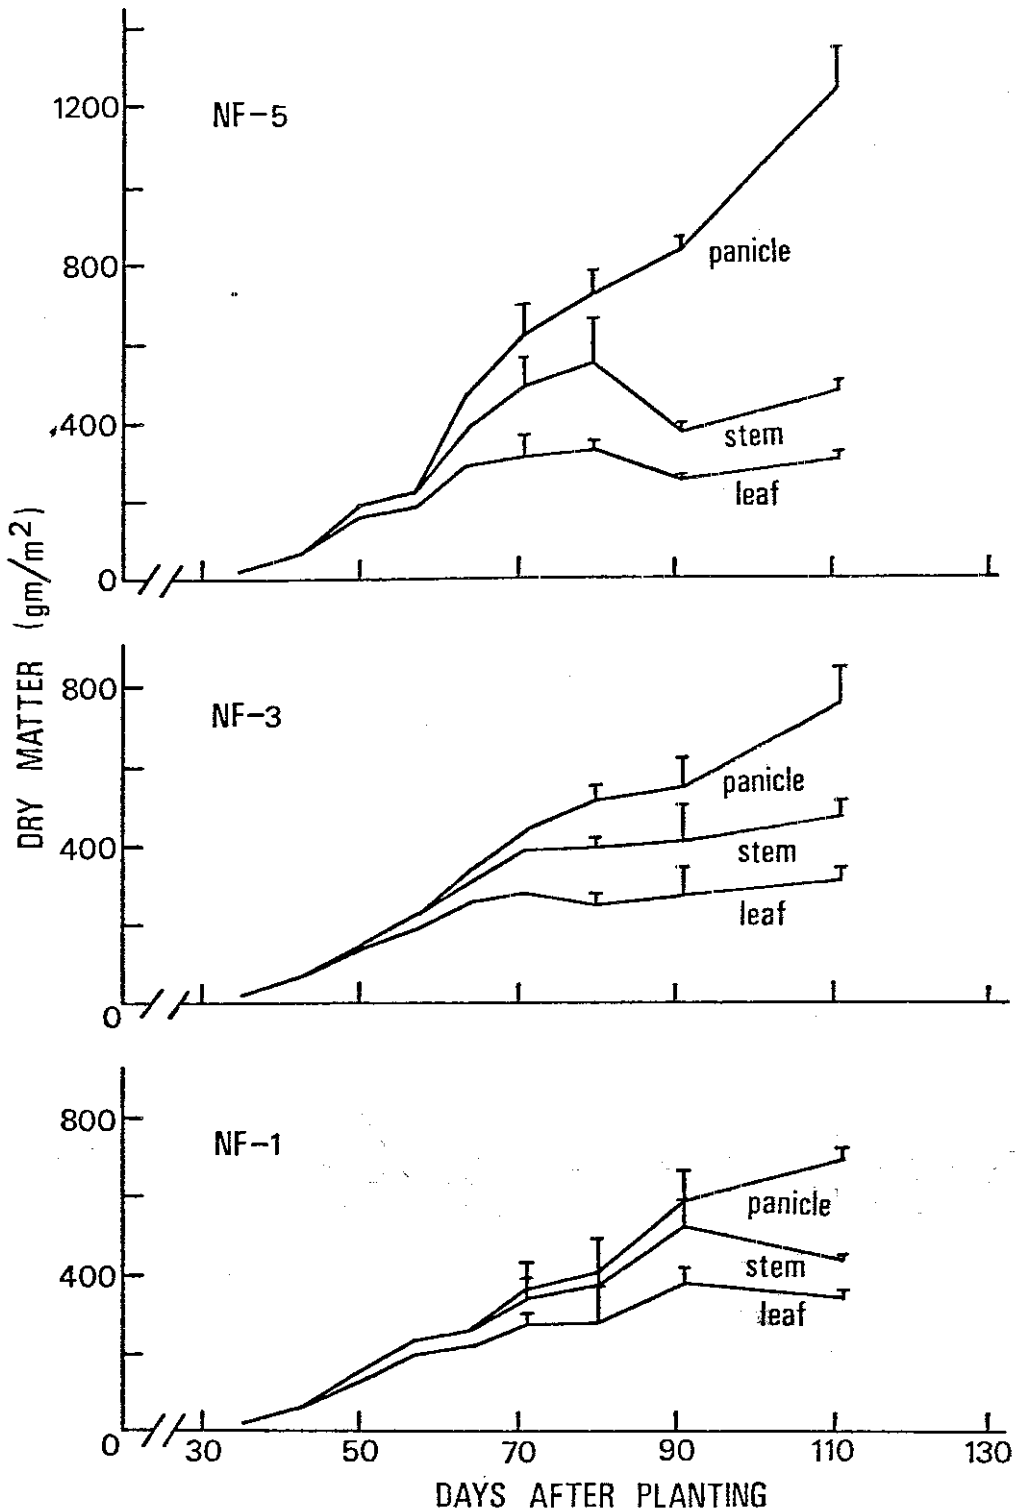 1200
NF-5
800
panicle
400
stem
leaf
0
800
NF-3
panicle
400
stem
leaf
0
800
NF-1
panicle
400
stem
leaf
0
30 50 70 90 110 130
DRY MATTER (gm/m2)
DAYS AFTER PLANTING